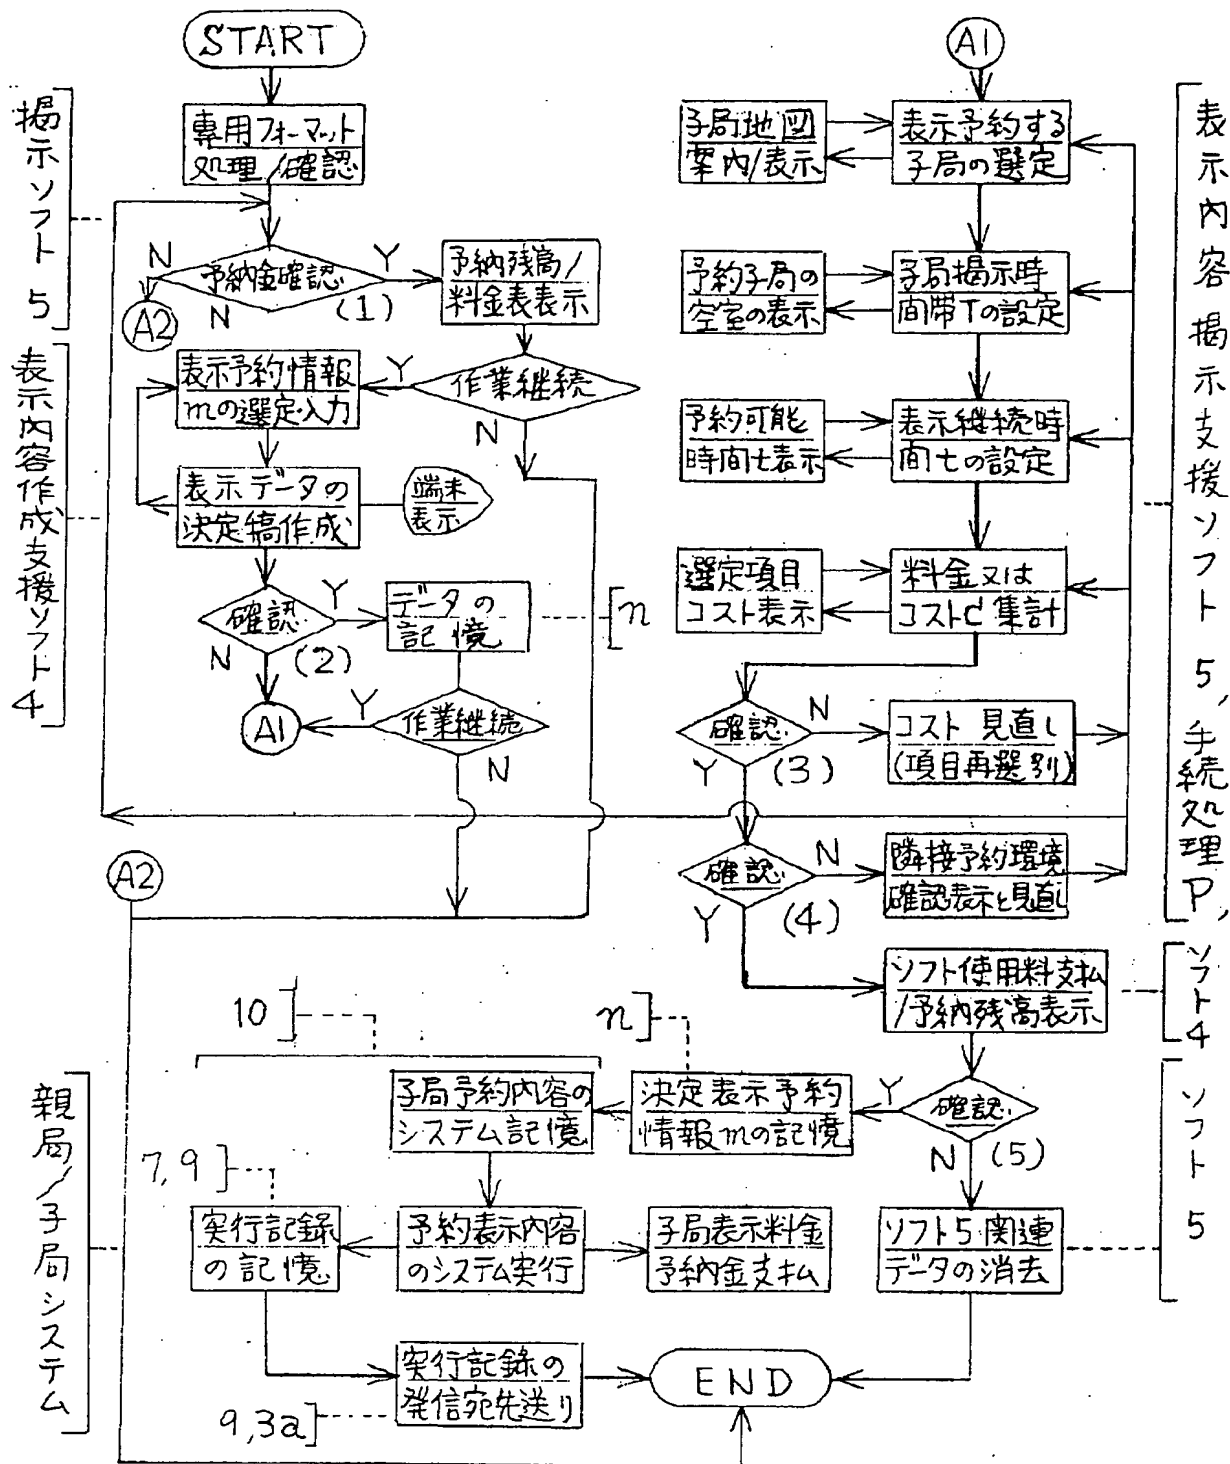 START
専用フォーマット
処理/確認
掲示ソフト5
N
予納金確認
Y
N
(1)
A2
予納残高/
料金表表示
表示予約情報
mの選定入力
Y
作業継続
N
表示データの
決定稿作成
端末
表示
表示内容作成支援ソフト4
確認
Y
N
(2)
データの
記憶
n
A1
Y
作業継続
N
A2
A1
子局地図
案内/表示
表示予約する
子局の選定
予約子局の
空室の表示
子局掲示時
間帯Tの設定
予約可能
時間t表示
表示継続時
間tの設定
選定項目
コスト表示
料金又は
コストC集計
表示内容掲示支援ソフト5,手続処理P,
確認
N
Y
(3)
コスト見直し
(項目再選別)
確認
N
Y
(4)
隣接予約環境
確認表示と見直し
ソフト使用料支払
/予納残高表示
ソフト4
10
n
子局予約内容の
システム記憶
決定表示予約
情報mの記憶
Y
確認
N
(5)
ソフト5
親局/子局システム
7,9
実行記録
の記憶
予約表示内容
のシステム実行
子局表示料金
予納金支払
ソフト5関連
データの消去
実行記録の
発信宛先送り
END
9,3a